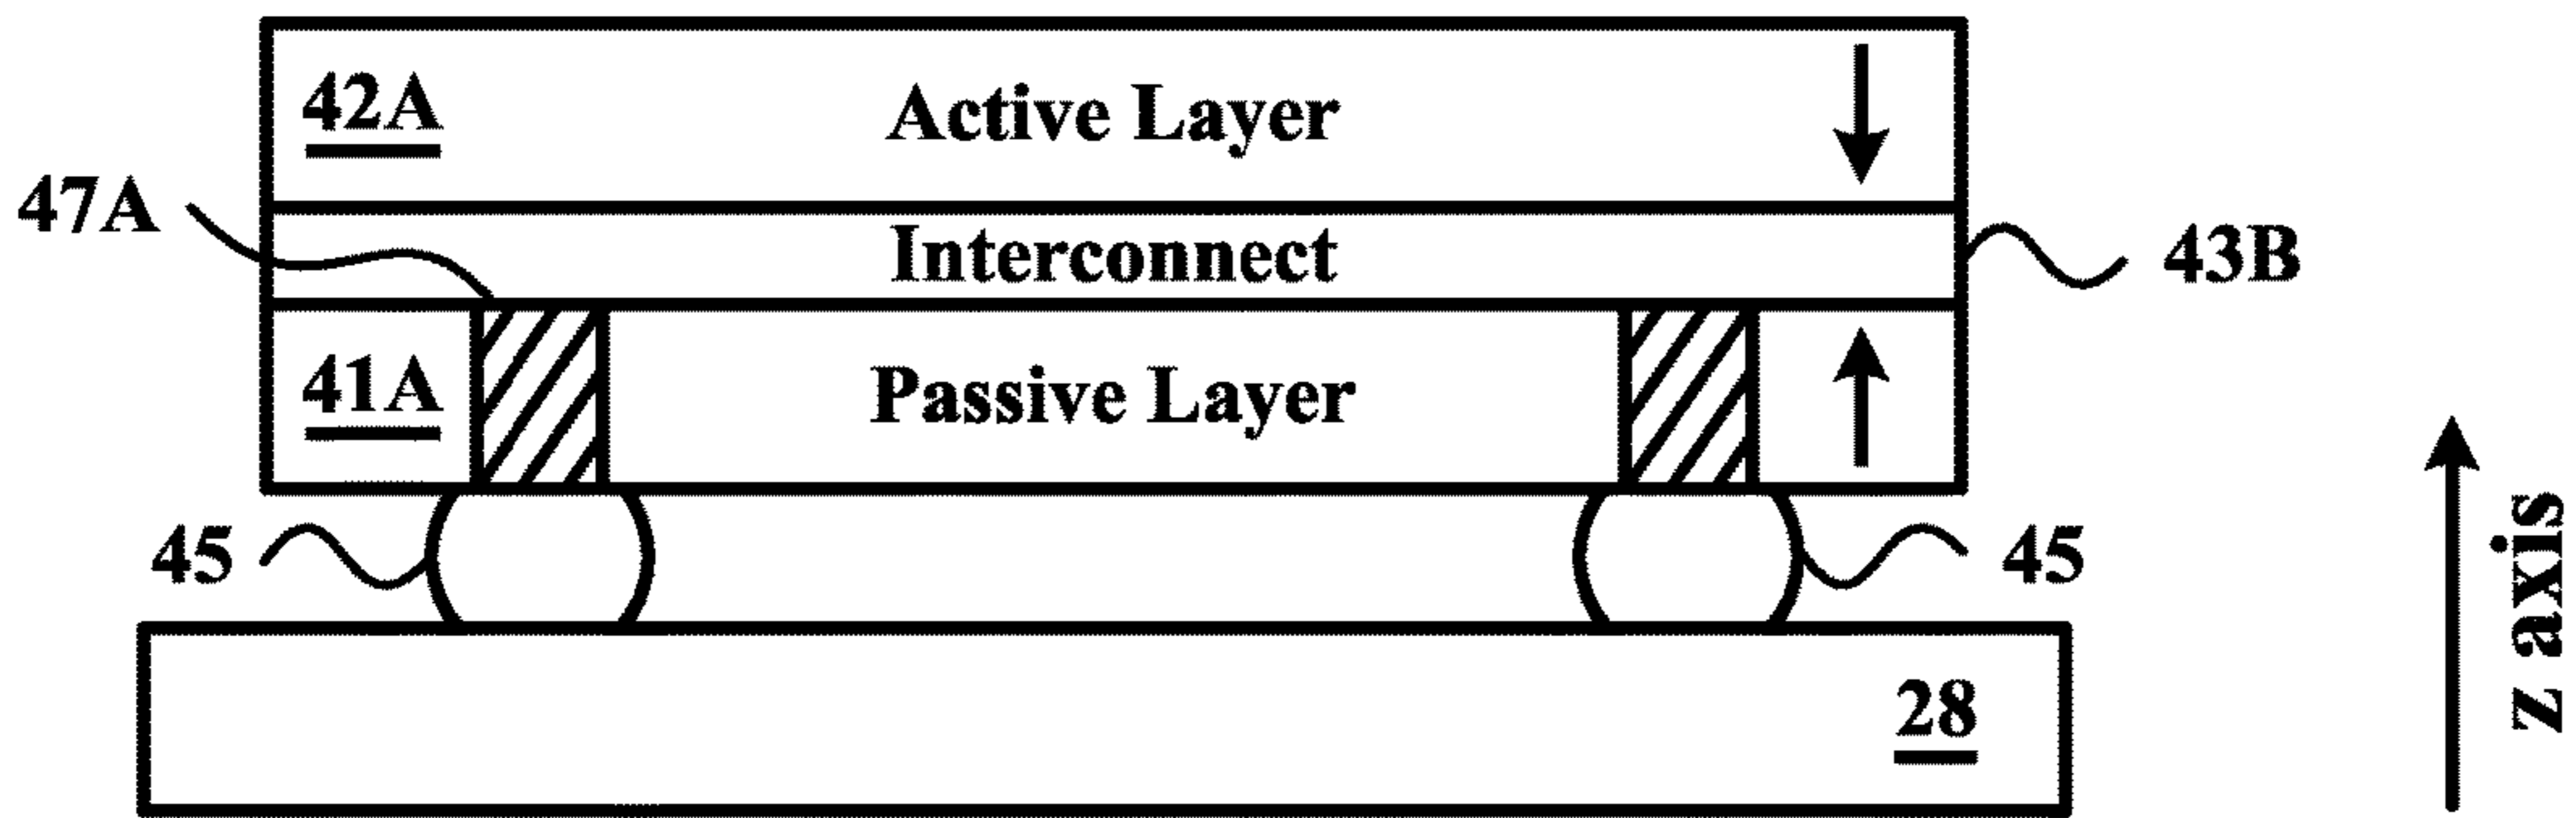 42A
Active Layer
47A
Interconnect
43B
41A
Passive Layer
45
45
28
z axis